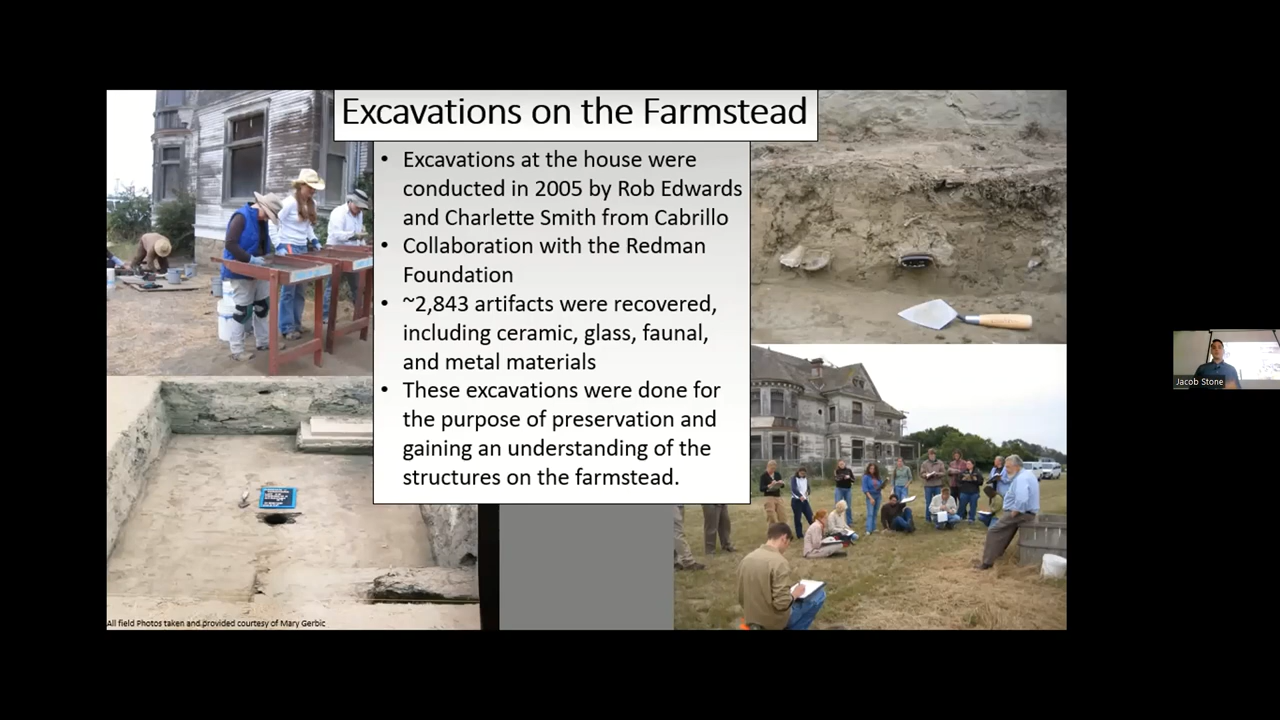 Excavations on the Farmstead
• Excavations at the house were
conducted in 2005 by Rob Edwards
and Charlette Smith from Cabrillo
• Collaboration with the Redman
Foundation
• ~2,843 artifacts were recovered,
including ceramic, glass, faunal,
and metal materials
• These excavations were done for
the purpose of preservation and
gaining an understanding of the
structures on the farmstead.
All field Photos taken and provided courtesy of Mary Gerbic
Jacob Stone